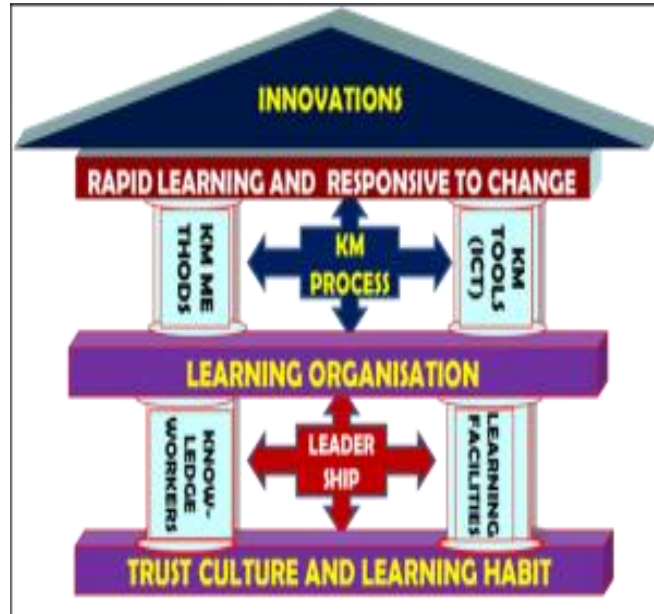 INNOVATIONS
RAPID LEARNING AND RESPONSIVE TO CHANGE
KM ME
THODS
KM
PROCESS
KM
TOOLS
(ICT)
LEARNING ORGANISATION
KNOW-
LEDGE
WORKERS
LEADER
SHIP
LEARNING
FACILITIES
TRUST CULTURE AND LEARNING HABIT